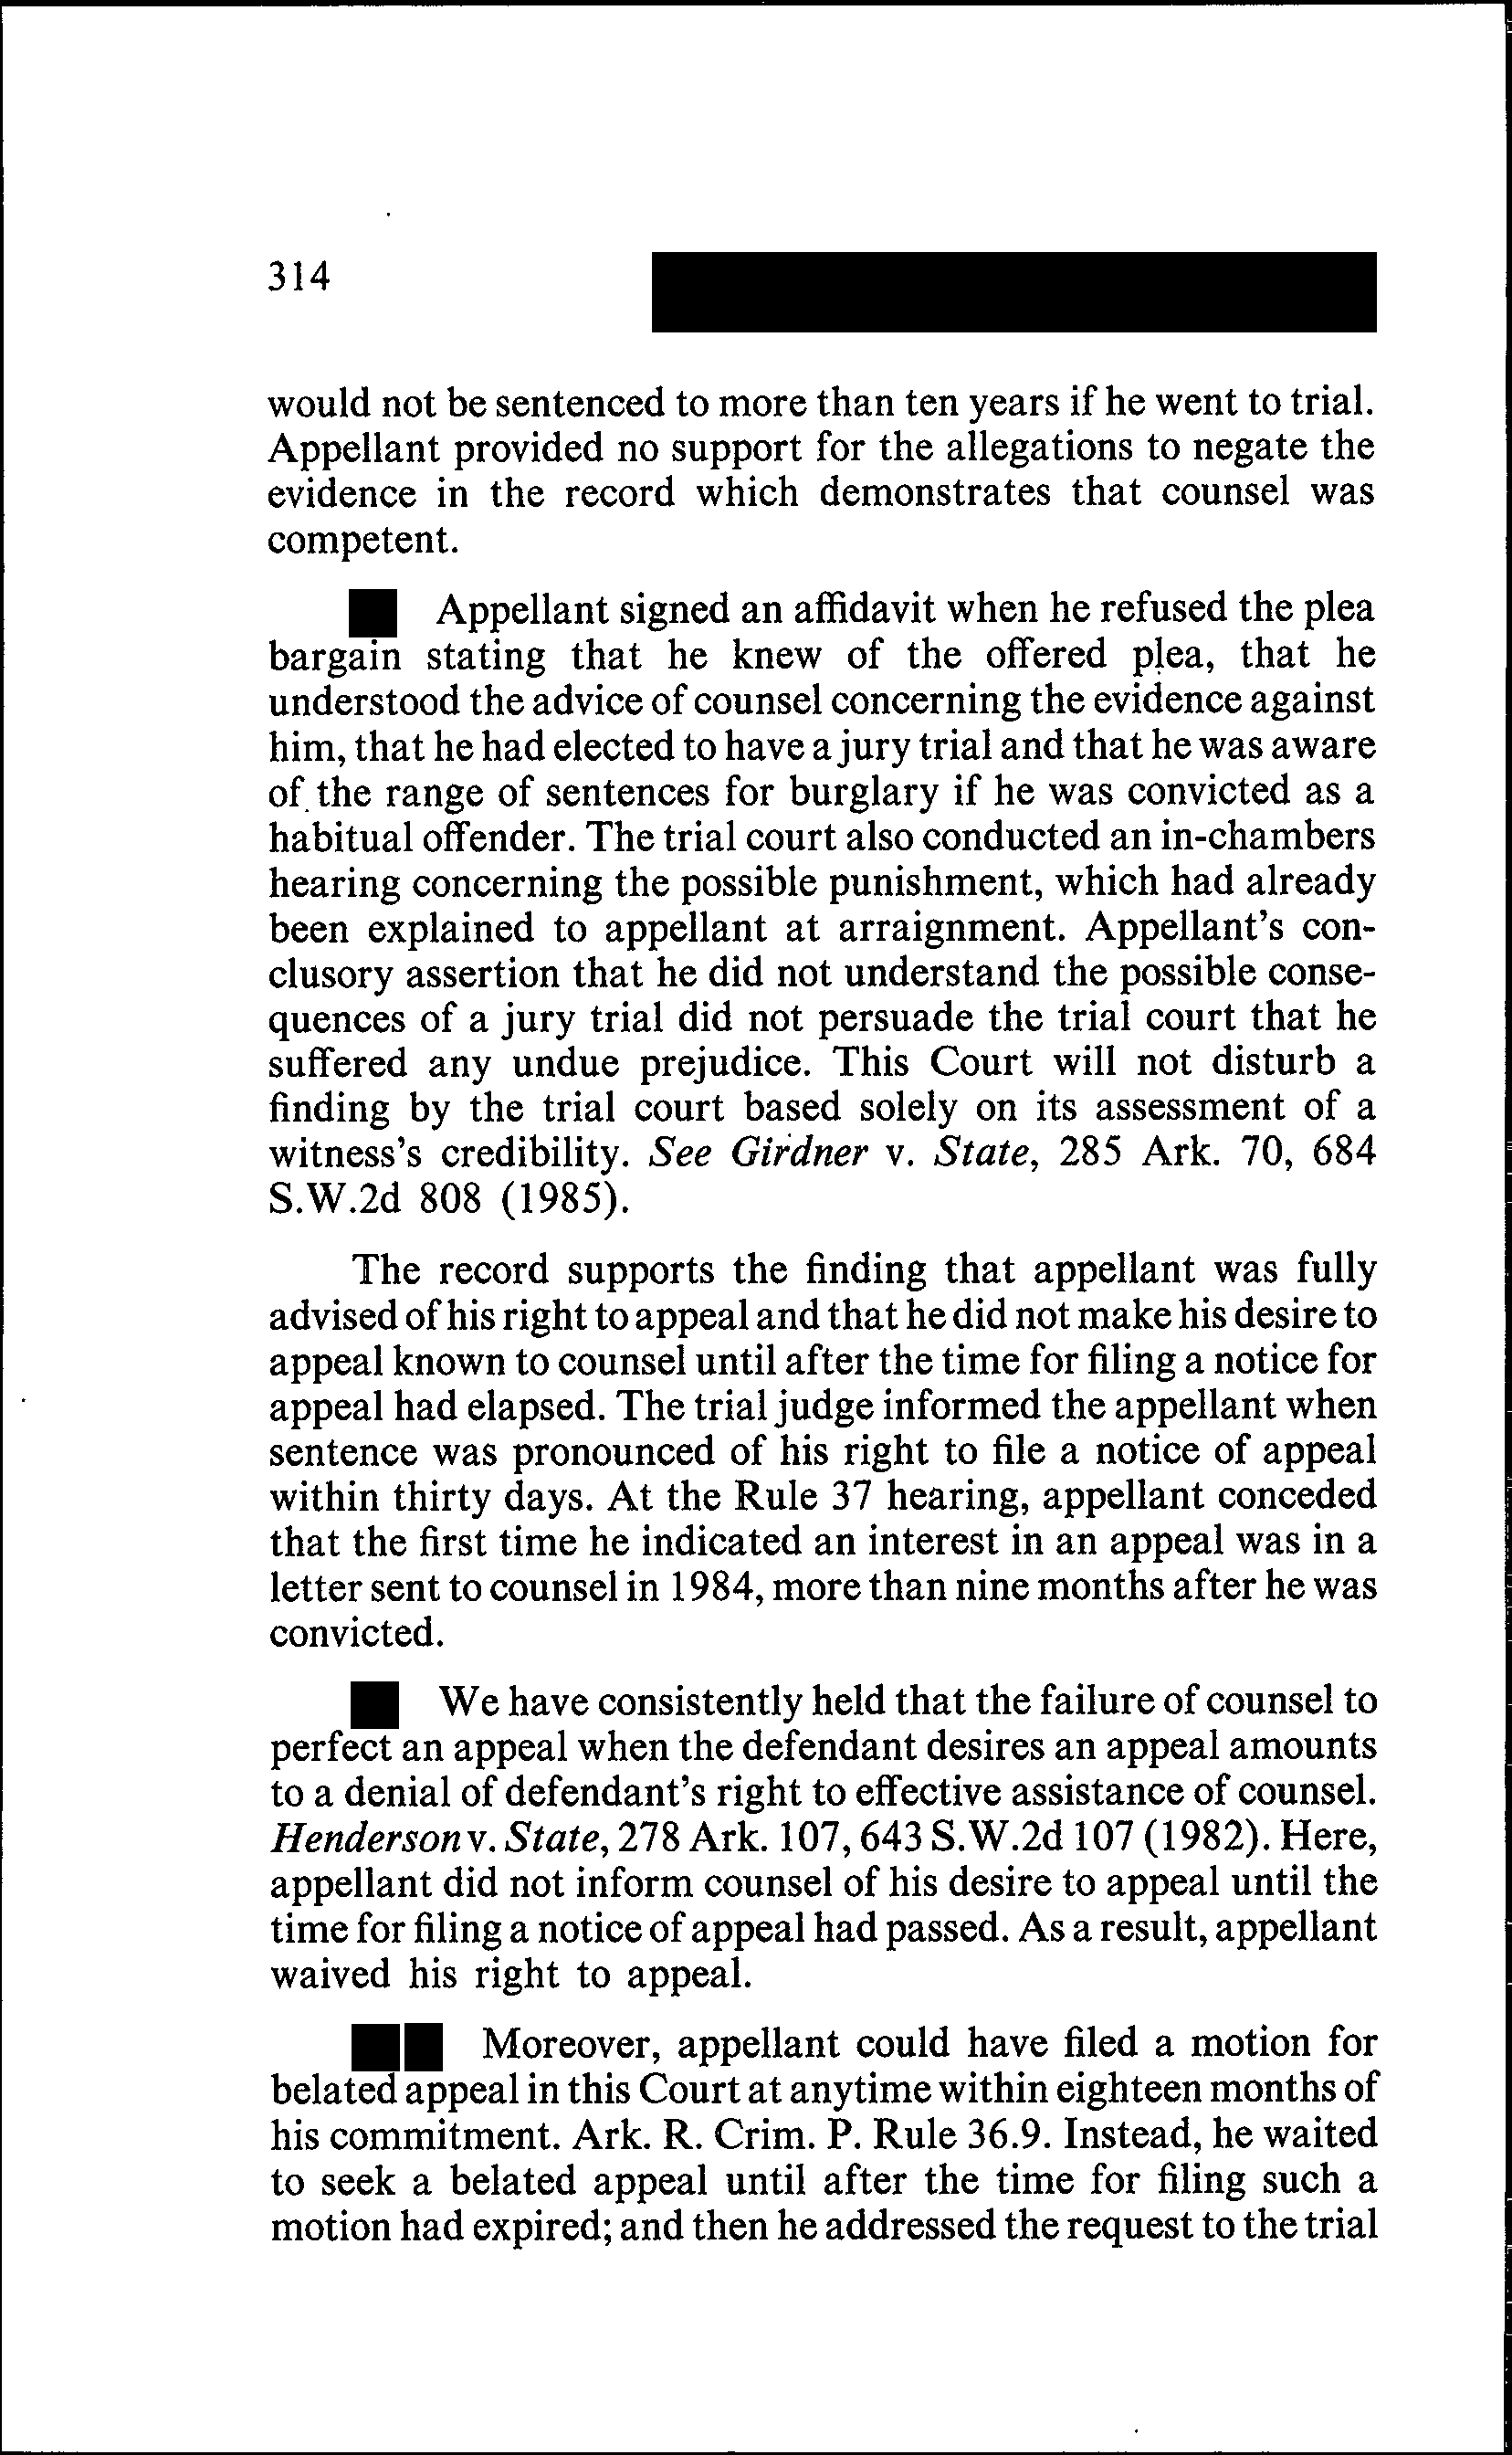 314
would not be sentenced to more than ten years if he went to trial.
Appellant provided no support for the allegations to negate the
evidence in the record which demonstrates that counsel was
competent.
Appellant signed an affidavit when he refused the plea
bargain stating that he knew of the offered plea, that he
understood the advice of counsel concerning the evidence against
him, that he had elected to have a jury trial and that he was aware
of the range of sentences for burglary if he was convicted as a
habitual offender. The trial court also conducted an in-chambers
hearing concerning the possible punishment, which had already
been explained to appellant at arraignment. Appellant's con-
clusory assertion that he did not understand the possible conse-
quences of a jury trial did not persuade the trial court that he
suffered any undue prejudice. This Court will not disturb a
finding by the trial court based solely on its assessment of a
witness's credibility. See Girdner v. State, 285 Ark. 70, 684
S.W.2d 808 (1985).
The record supports the finding that appellant was fully
advised of his right to appeal and that he did not make his desire to
appeal known to counsel until after the time for filing a notice for
appeal had elapsed. The trial judge informed the appellant when
sentence was pronounced of his right to file a notice of appeal
within thirty days. At the Rule 37 hearing, appellant conceded
that the first time he indicated an interest in an appeal was in a
letter sent to counsel in 1984, more than nine months after he was
convicted.
We have consistently held that the failure of counsel to
perfect an appeal when the defendant desires an appeal amounts
to a denial of defendant's right to effective assistance of counsel.
Henderson v. State, 278 Ark. 107, 643 S.W.2d 107 (1982). Here,
appellant did not inform counsel of his desire to appeal until the
time for filing a notice of appeal had passed. As a result, appellant
waived his right to appeal.
Moreover, appellant could have filed a motion for
belated appeal in this Court at anytime within eighteen months of
his commitment. Ark. R. Crim. P. Rule 36.9. Instead, he waited
to seek a belated appeal until after the time for filing such a
motion had expired; and then he addressed the request to the trial